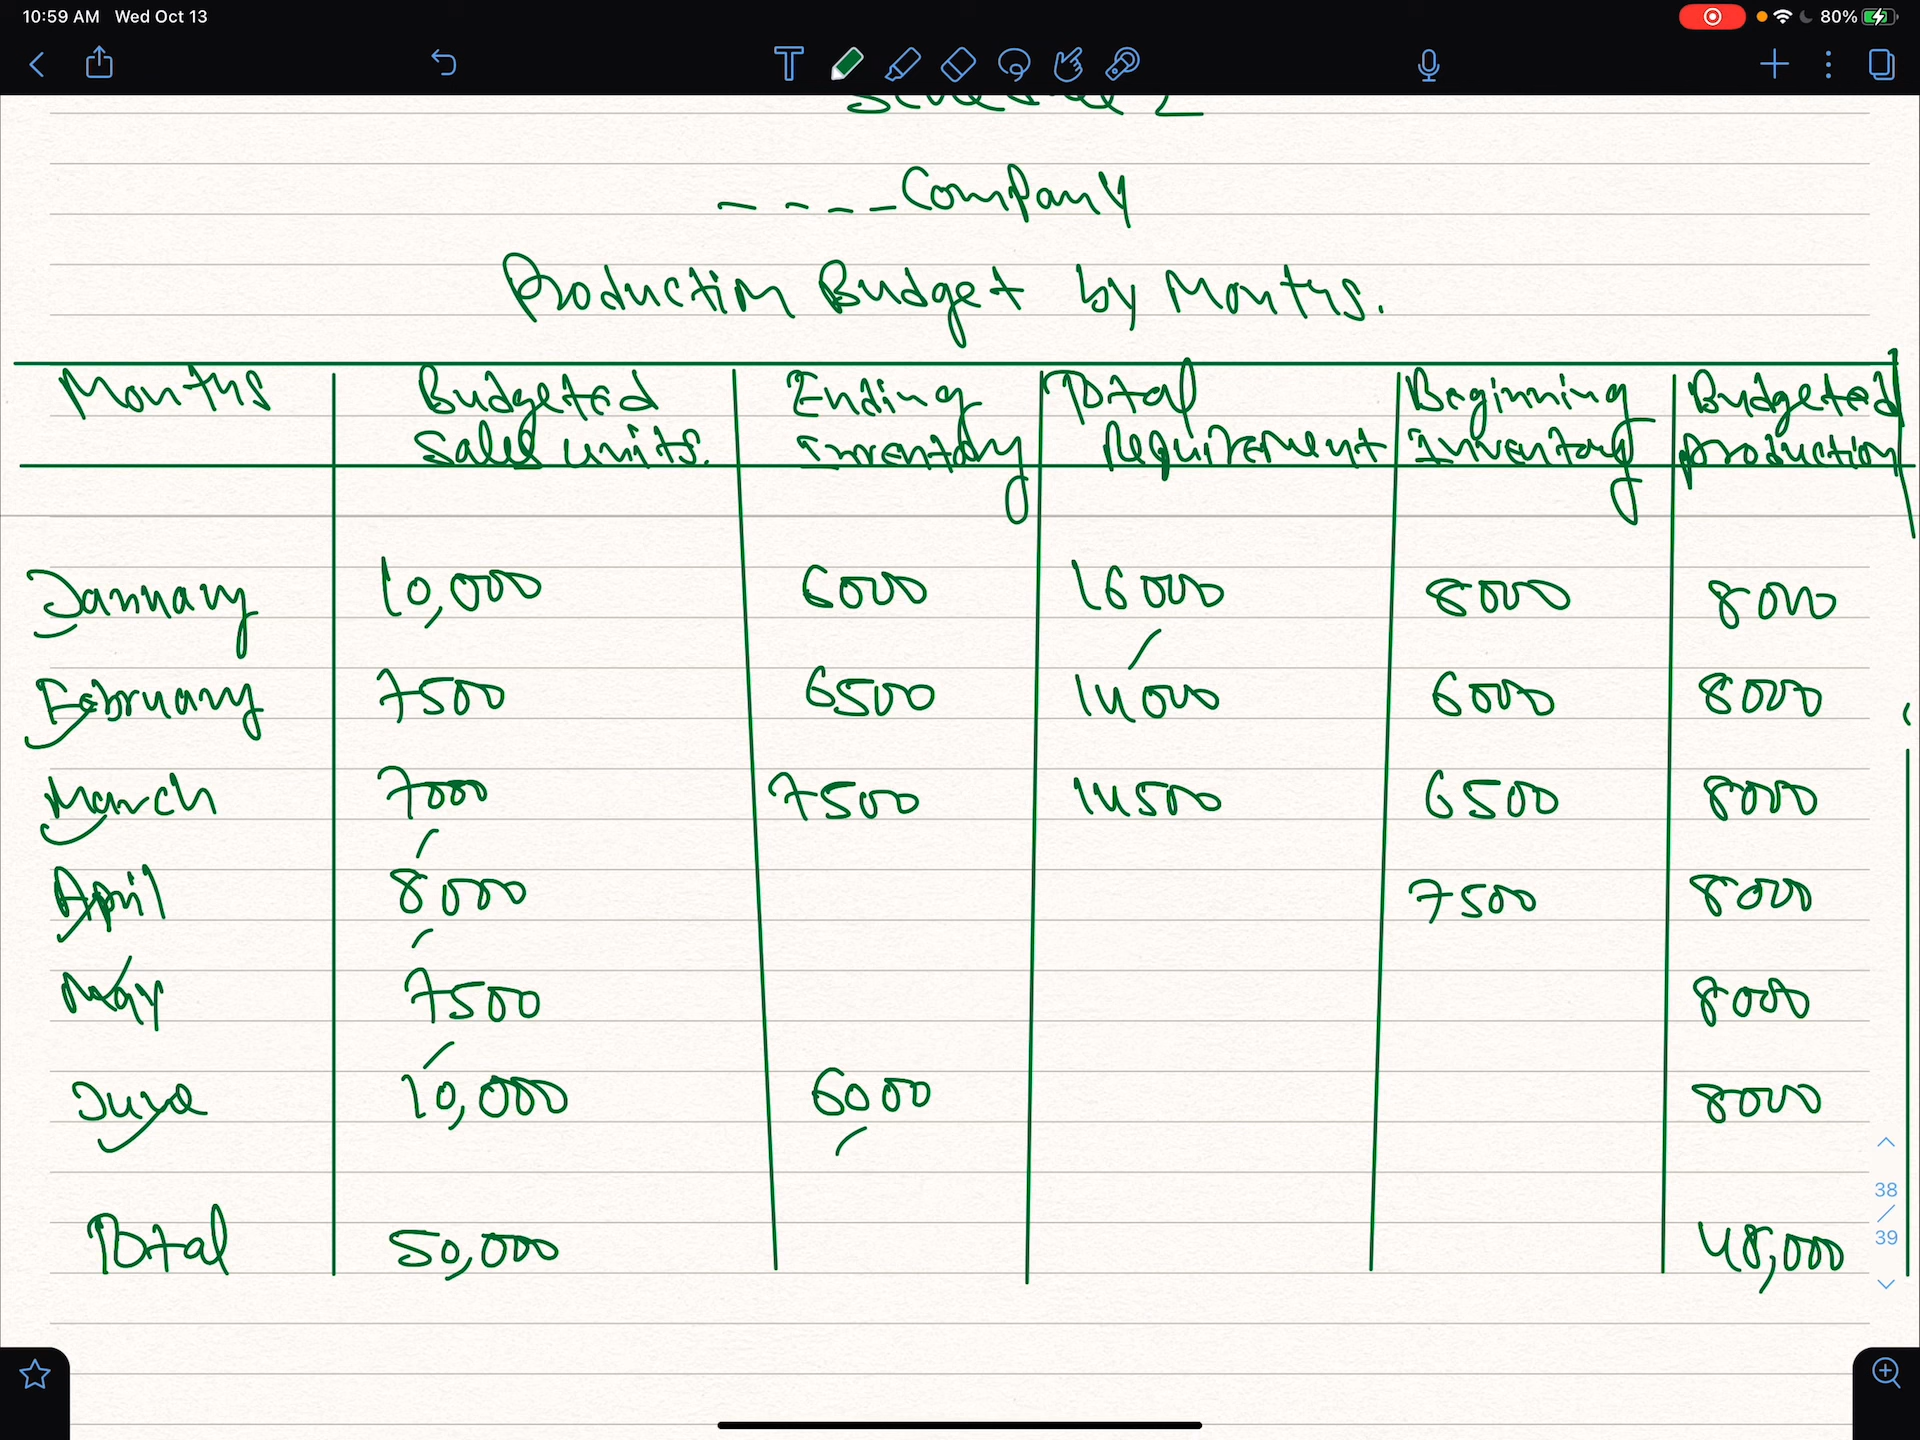 10:59 AM Wed Oct 13 80%
- - - - Company
Production Budget by Months.
Months Budgeted Ending Total Beginning Budgeted
Sales units. Inventory Requirement Inventory production
January 10,000 6000 16000 8000 8000
February 7500 6500 14000 6000 8000
March 7000 7500 14500 6500 8000
April 8000 7500 8000
May 7500 8000
June 10,000 6000 8000
Total 50,000 48,000
38
/
39